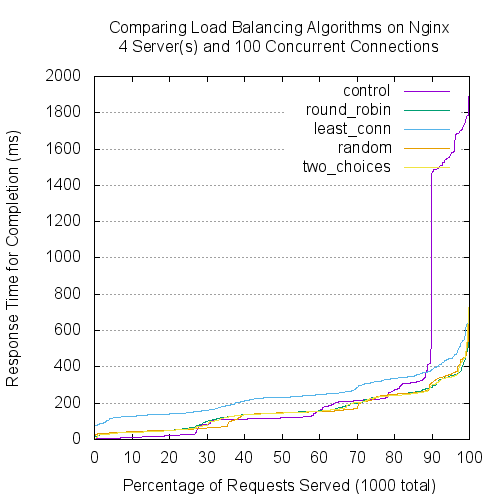 Comparing Load Balancing Algorithms on Nginx
4 Server(s) and 100 Concurrent Connections
2000
1800
1600
1400
1200
1000
800
600
400
200
0
Response Time for Completion (ms)
control
round_robin
least_conn
random
two_choices
0 10 20 30 40 50 60 70 80 90 100
Percentage of Requests Served (1000 total)